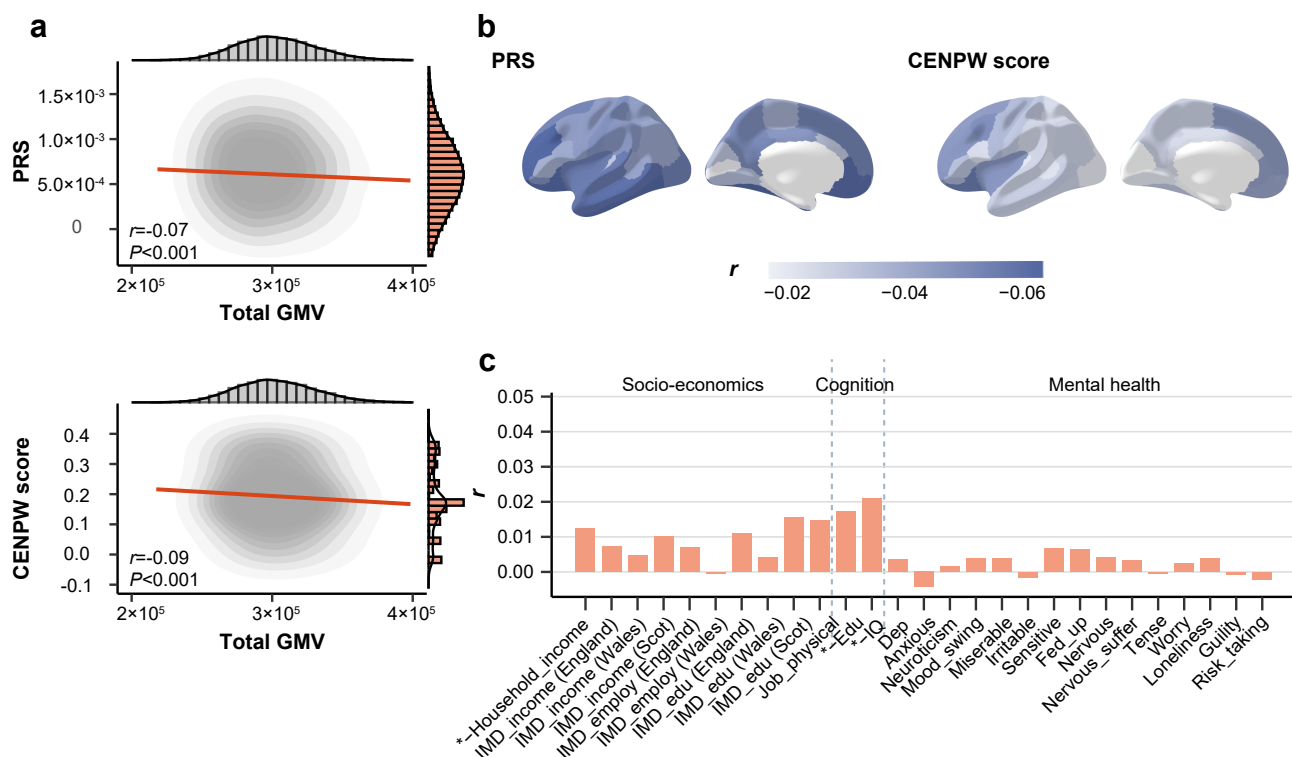 a
1.5×10⁻³
1.0×10⁻³
5.0×10⁻⁴
0
PRS
r=-0.07
P<0.001
2×10⁵
3×10⁵
4×10⁵
Total GMV
0.4
0.3
0.2
0.1
0.0
-0.1
CENPW score
r=-0.09
P<0.001
2×10⁵
3×10⁵
4×10⁵
Total GMV
b
PRS
CENPW score
r
−0.02
−0.04
−0.06
c
Socio-economics
Cognition
Mental health
0.05
0.04
0.03
0.02
0.01
0.00
r
*−Household_income
IMD_income (England)
IMD_income (Wales)
IMD_income (Scot)
IMD_employ (England)
IMD_employ (Wales)
IMD_edu (England)
IMD_edu (Wales)
IMD_edu (Scot)
Job_physical
*−Edu
*−IQ
Dep
Anxious
Neuroticism
Mood_swing
Miserable
Irritable
Sensitive
Fed_up
Nervous
Nervous_suffer
Tense
Worry
Loneliness
Guility
Risk_taking